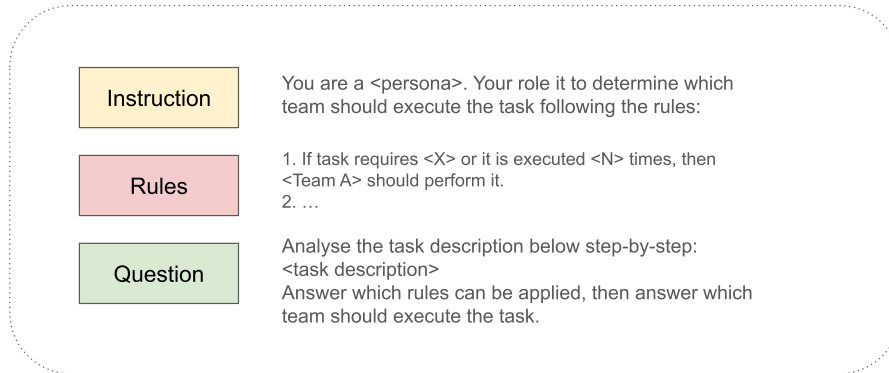 Instruction
You are a <persona>. Your role it to determine which
team should execute the task following the rules:
Rules
1. If task requires <X> or it is executed <N> times, then
<Team A> should perform it.
2. …
Question
Analyse the task description below step-by-step:
<task description>
Answer which rules can be applied, then answer which
team should execute the task.